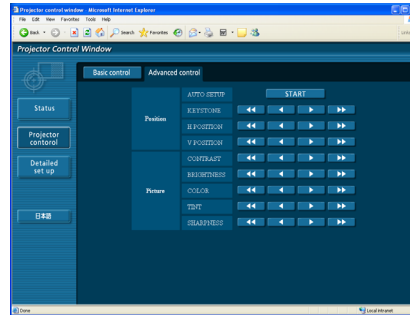 Projector control window - Microsoft Internet Explorer
File Edit View Favorites Tools Help
Back Search Favorites
Projector Control Window
Basic control Advanced control
Status
Projector contorol
Detailed set up
日本語
Position
AUTO SETUP START
KEYSTONE
H POSITION
V POSITION
Picture
CONTRAST
BRIGHTNESS
COLOR
TINT
SHARPNESS
Done Local intranet